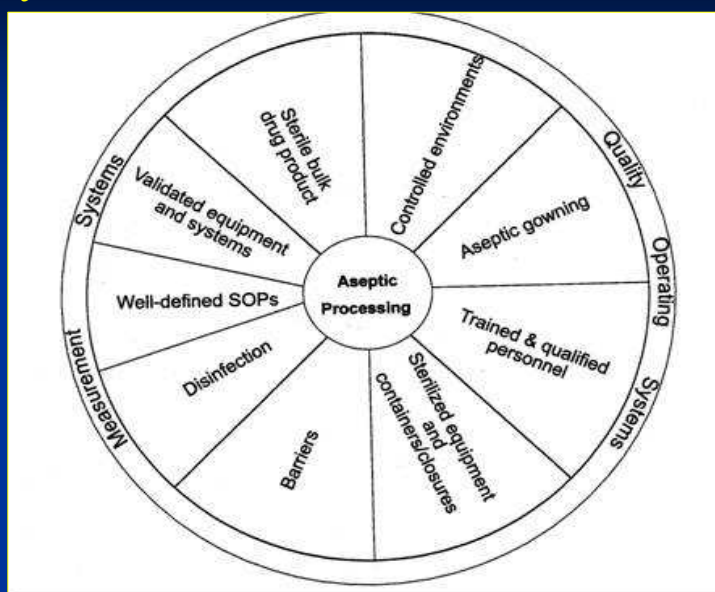 Sterile bulk
drug product
Controlled environments
Aseptic gowning
Trained & qualified
personnel
Sterilized equipment
and
containers/closures
Barriers
Disinfection
Well-defined SOPs
Validated equipment
and systems
Aseptic
Processing
Quality
Operating
Systems
Measurement
Systems